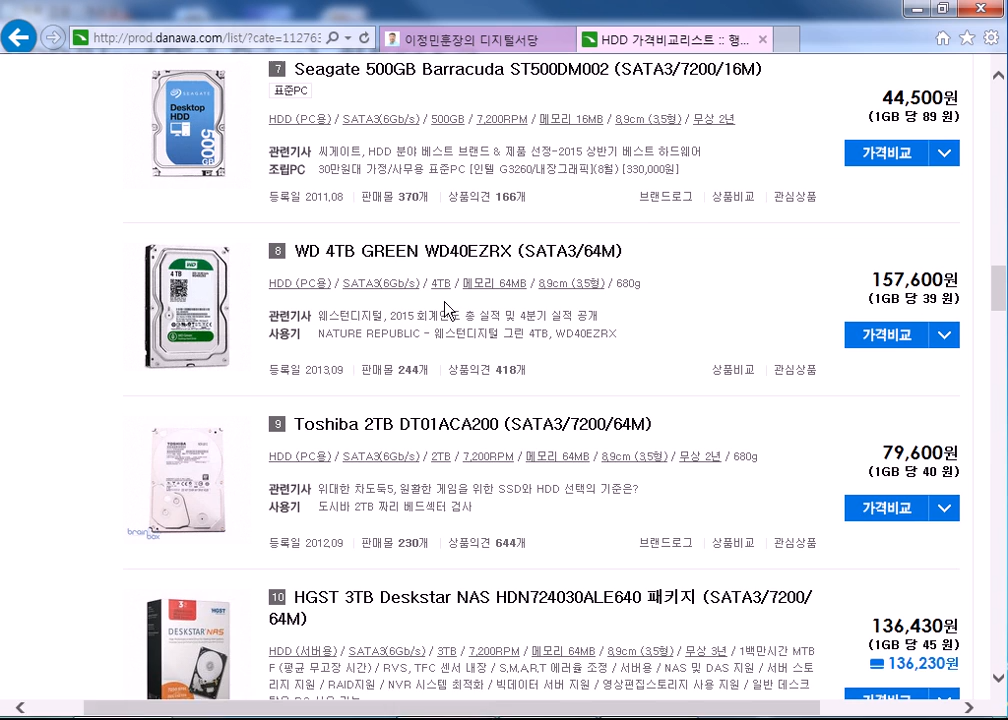 http://prod.danawa.com/list/?cate=11276
이정민훈장의 디지털서당
HDD 가격비교리스트 :: 행...
7 Seagate 500GB Barracuda ST500DM002 (SATA3/7200/16M)
표준PC
44,500원
(1GB 당 89 원)
HDD (PC용) / SATA3(6Gb/s) / 500GB / 7,200RPM / 메모리 16MB / 8,9cm (3,5형) / 무상 2년
가격비교
SEAGATE
Desktop
HDD
500GB
관련기사 씨게이트, HDD 분야 베스트 브랜드 & 제품 선정-2015 상반기 베스트 하드웨어
조립PC 30만원대 가정/사무용 표준PC [인텔 G3260/내장그래픽](8월) [330,000원]
등록일 2011,08 판매몰 370개 상품의견 166개 브랜드로그 상품비교 관심상품
8 WD 4TB GREEN WD40EZRX (SATA3/64M)
157,600원
(1GB 당 39 원)
HDD (PC용) / SATA3(6Gb/s) / 4TB / 메모리 64MB / 8,9cm (3,5형) / 680g
가격비교
WD
4 TB
관련기사 웨스턴디지털, 2015 회계연도 총 실적 및 4분기 실적 공개
사용기 NATURE REPUBLIC - 웨스턴디지털 그린 4TB, WD40EZRX
등록일 2013,09 판매몰 244개 상품의견 418개 상품비교 관심상품
9 Toshiba 2TB DT01ACA200 (SATA3/7200/64M)
79,600원
(1GB 당 40 원)
HDD (PC용) / SATA3(6Gb/s) / 2TB / 7,200RPM / 메모리 64MB / 8,9cm (3,5형) / 무상 2년 / 680g
가격비교
TOSHIBA
brain
box
관련기사 위대한 차도둑5, 원활한 게임을 위한 SSD와 HDD 선택의 기준은?
사용기 도시바 2TB 짜리 베드섹터 검사
등록일 2012,09 판매몰 230개 상품의견 644개 브랜드로그 상품비교 관심상품
10 HGST 3TB Deskstar NAS HDN724030ALE640 패키지 (SATA3/7200/
64M)
136,430원
(1GB 당 45 원)
136,230원
HGST
DESKSTAR NAS
HDD (서버용) / SATA3(6Gb/s) / 3TB / 7,200RPM / 메모리 64MB / 8,9cm (3,5형) / 무상 3년 / 1백만시간 MTB
F (평균 무고장 시간) / RVS, TFC 센서 내장 / S,M,A,R,T 에러율 조정 / 서버용 / NAS 및 DAS 지원 / 서버 스토
리지 지원 / RAID지원 / NVR 시스템 최적화 / 빅데이터 서버 지원 / 영상편집스토리지 사용 지원 / 일반 데스크
가격비교